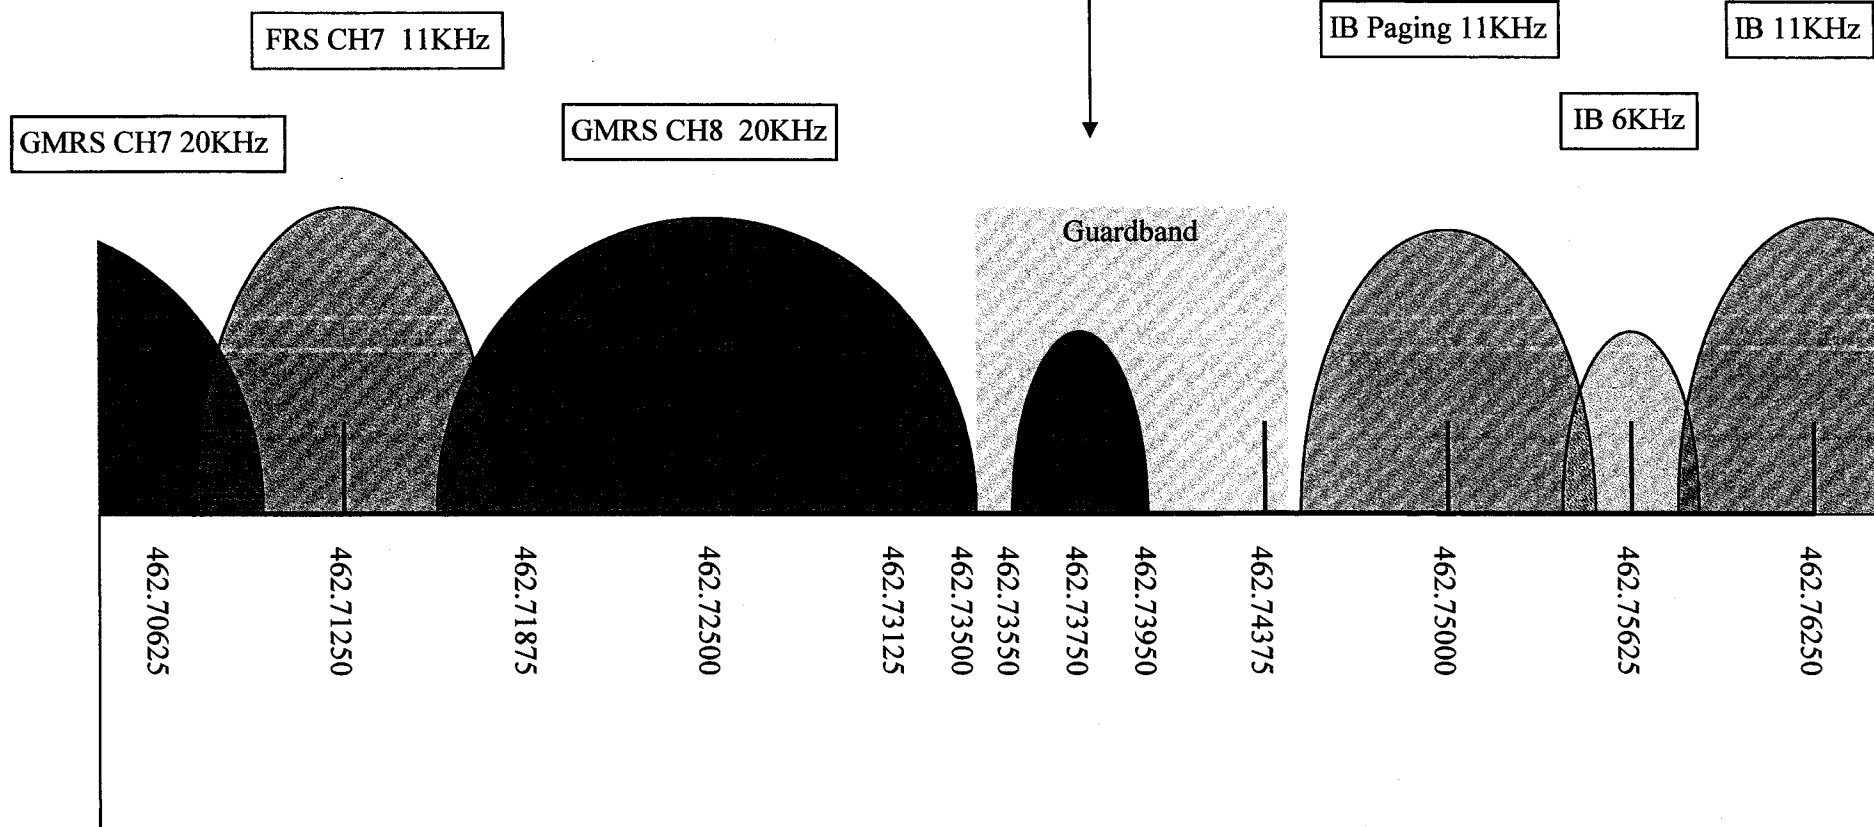 FRS CH7 11KHz
IB Paging 11KHz
IB 11KHz
GMRS CH7 20KHz
GMRS CH8 20KHz
IB 6KHz
Guardband
462.70625
462.71250
462.71875
462.72500
462.73125
462.73500
462.73550
462.73750
462.73950
462.74375
462.75000
462.75625
462.76250